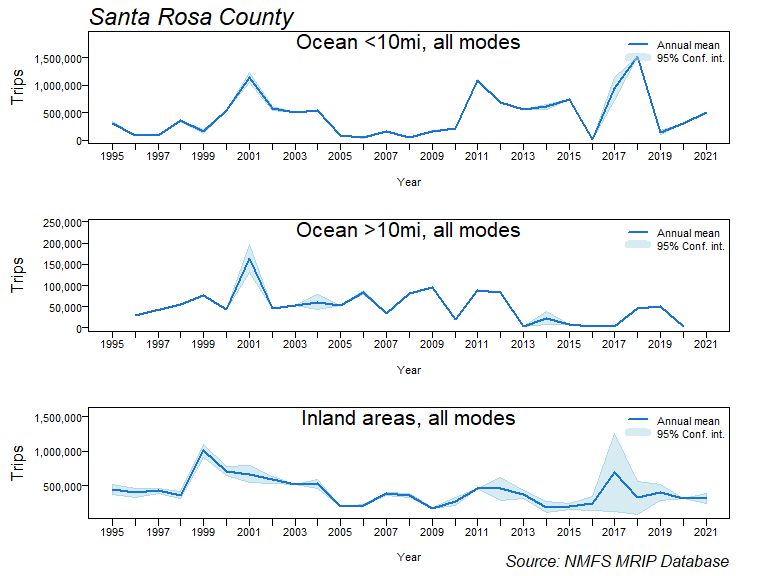 Santa Rosa County
Ocean <10mi, all modes
Annual mean
95% Conf. int.
Trips
1,500,000
1,000,000
500,000
0
1995 1997 1999 2001 2003 2005 2007 2009 2011 2013 2015 2017 2019 2021
Year
Ocean >10mi, all modes
Annual mean
95% Conf. int.
Trips
250,000
200,000
150,000
100,000
50,000
0
1995 1997 1999 2001 2003 2005 2007 2009 2011 2013 2015 2017 2019 2021
Year
Inland areas, all modes
Annual mean
95% Conf. int.
Trips
1,500,000
1,000,000
500,000
1995 1997 1999 2001 2003 2005 2007 2009 2011 2013 2015 2017 2019 2021
Year
Source: NMFS MRIP Database